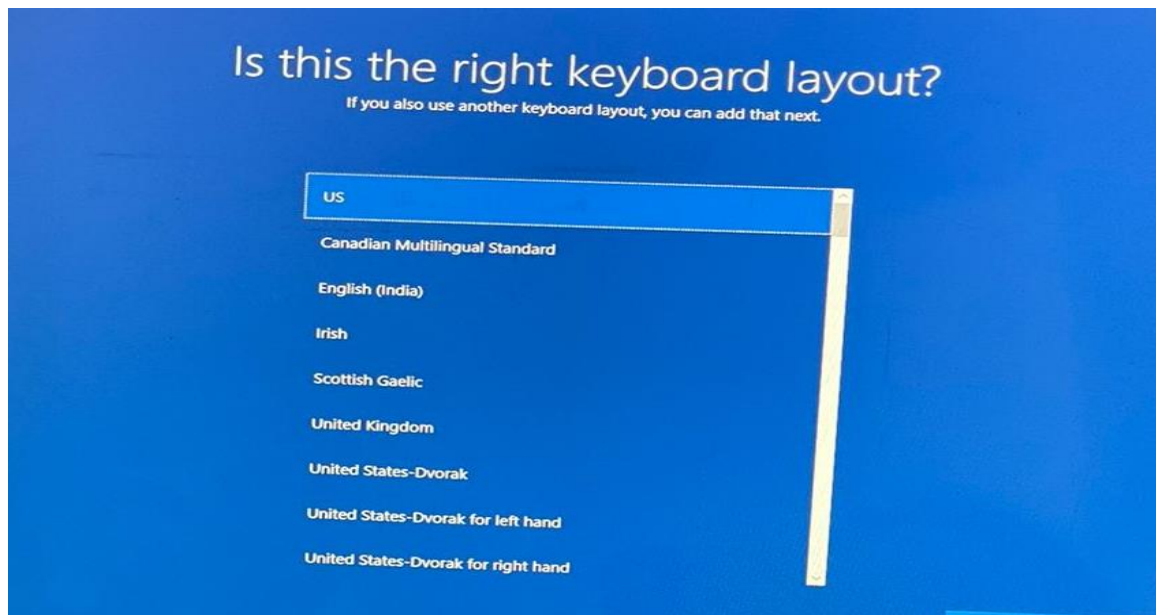 Is this the right keyboard layout?
If you also use another keyboard layout, you can add that next.
US
Canadian Multilingual Standard
English (India)
Irish
Scottish Gaelic
United Kingdom
United States-Dvorak
United States-Dvorak for left hand
United States-Dvorak for right hand